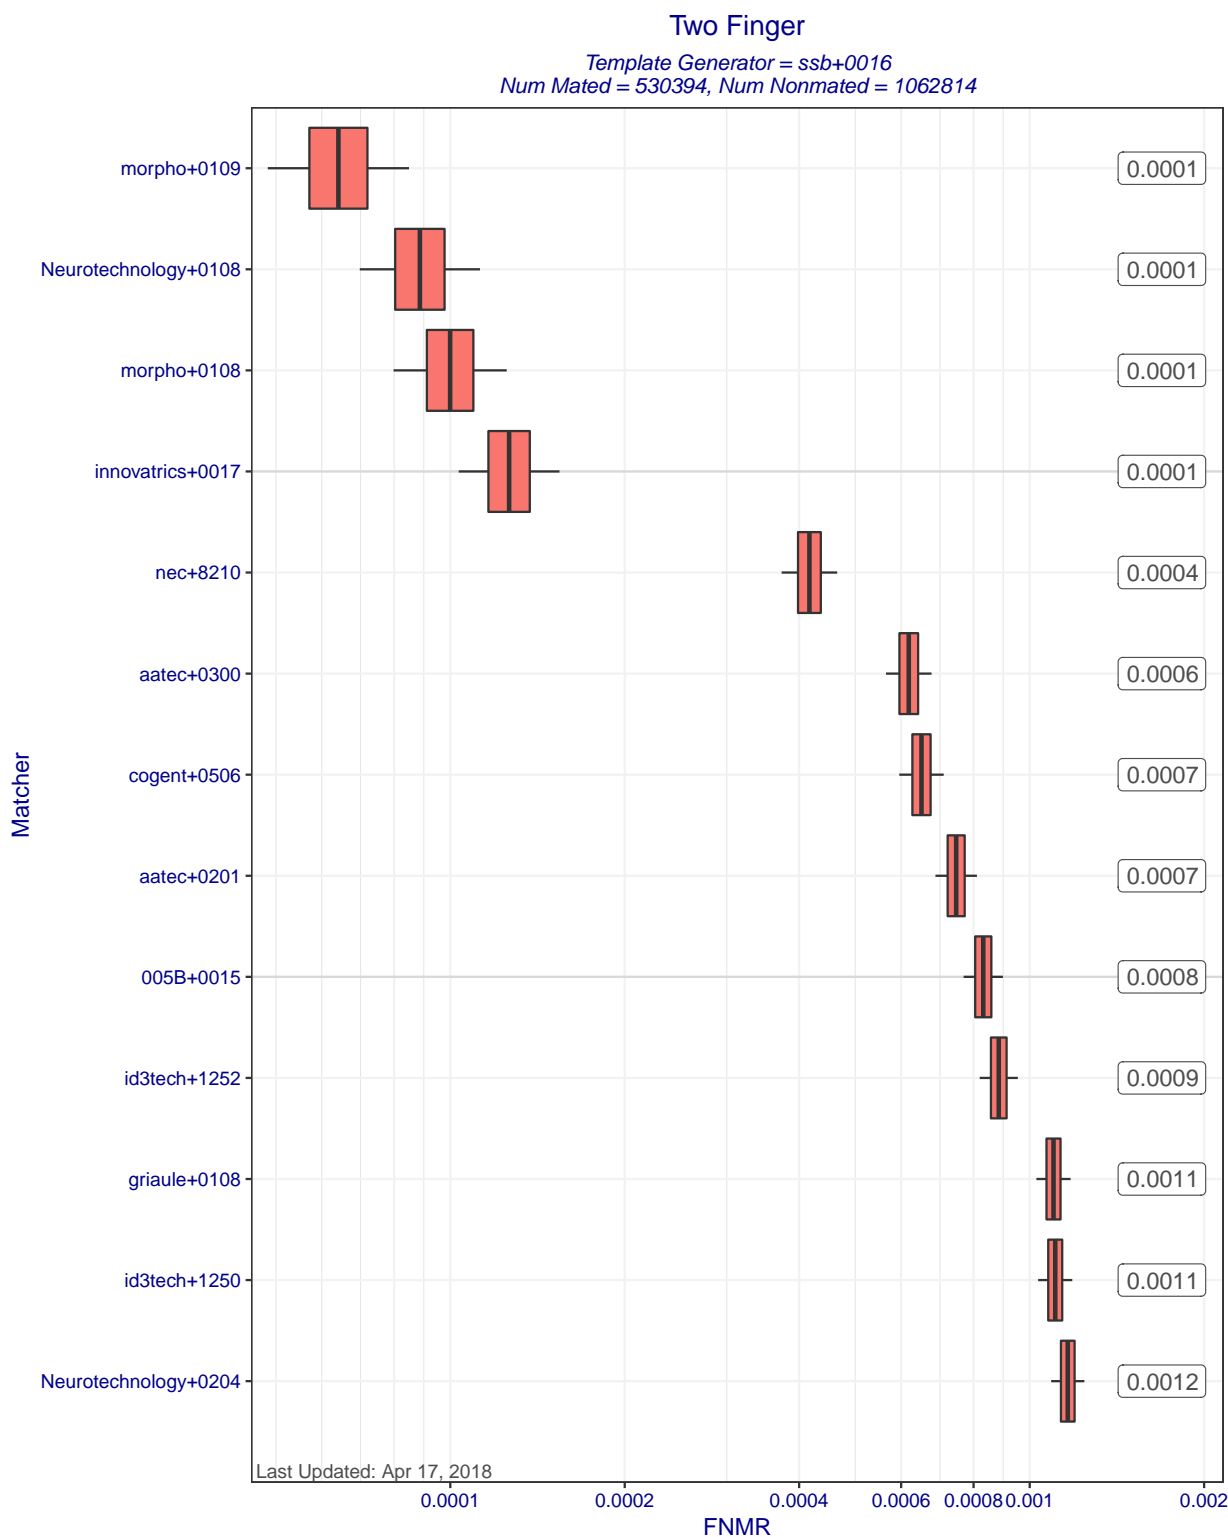 Two Finger
Template Generator = ssb+0016
Num Mated = 530394, Num Nonmated = 1062814
morpho+0109
0.0001
Neurotechnology+0108
0.0001
morpho+0108
0.0001
innovatrics+0017
0.0001
nec+8210
0.0004
aatec+0300
0.0006
cogent+0506
0.0007
aatec+0201
0.0007
005B+0015
0.0008
id3tech+1252
0.0009
griaule+0108
0.0011
id3tech+1250
0.0011
Neurotechnology+0204
0.0012
Matcher
Last Updated: Apr 17, 2018
0.0001 0.0002 0.0004 0.0006 0.0008 0.001 0.002
FNMR